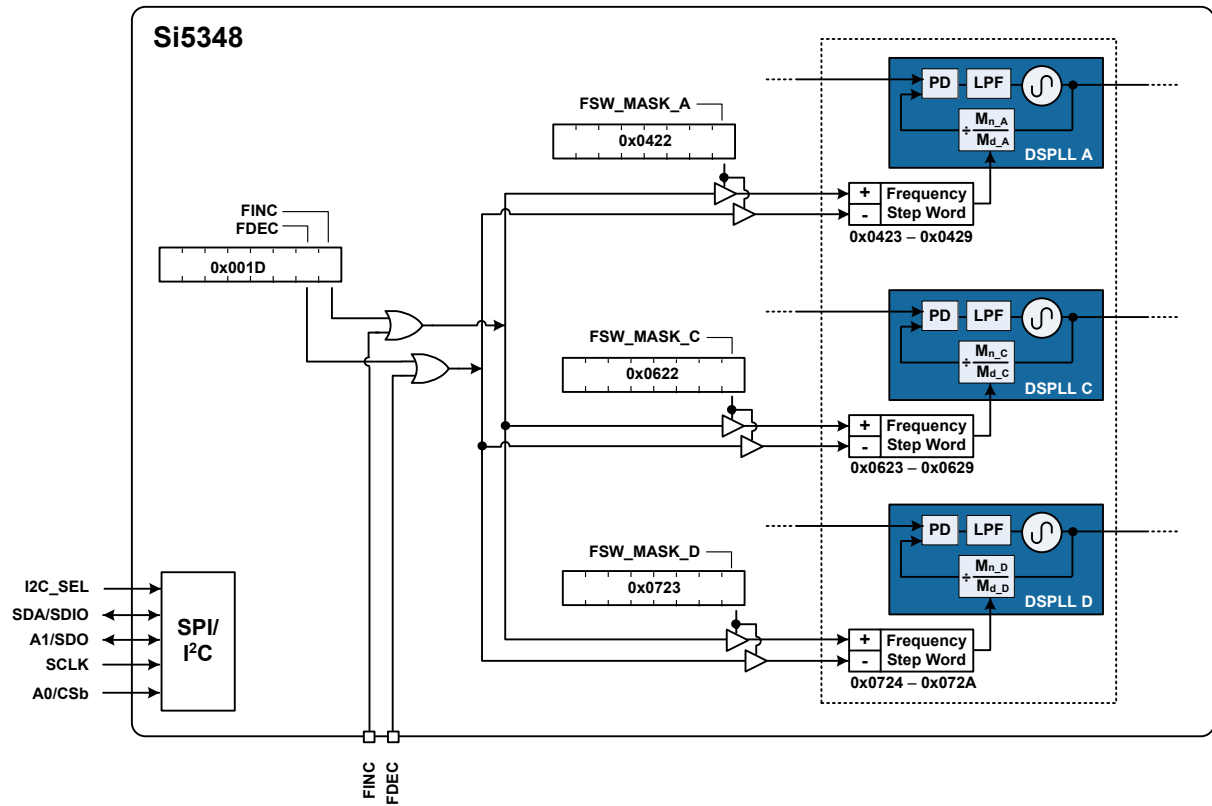 Si5348
PD
LPF
÷
Mn_A
Md_A
DSPLL A
FSW_MASK_A
0x0422
+
-
Frequency
Step Word
0x0423 – 0x0429
FINC
FDEC
0x001D
PD
LPF
÷
Mn_C
Md_C
DSPLL C
FSW_MASK_C
0x0622
+
-
Frequency
Step Word
0x0623 – 0x0629
PD
LPF
÷
Mn_D
Md_D
DSPLL D
FSW_MASK_D
0x0723
+
-
Frequency
Step Word
0x0724 – 0x072A
I2C_SEL
SDA/SDIO
A1/SDO
SCLK
A0/CSb
SPI/
I²C
FINC
FDEC